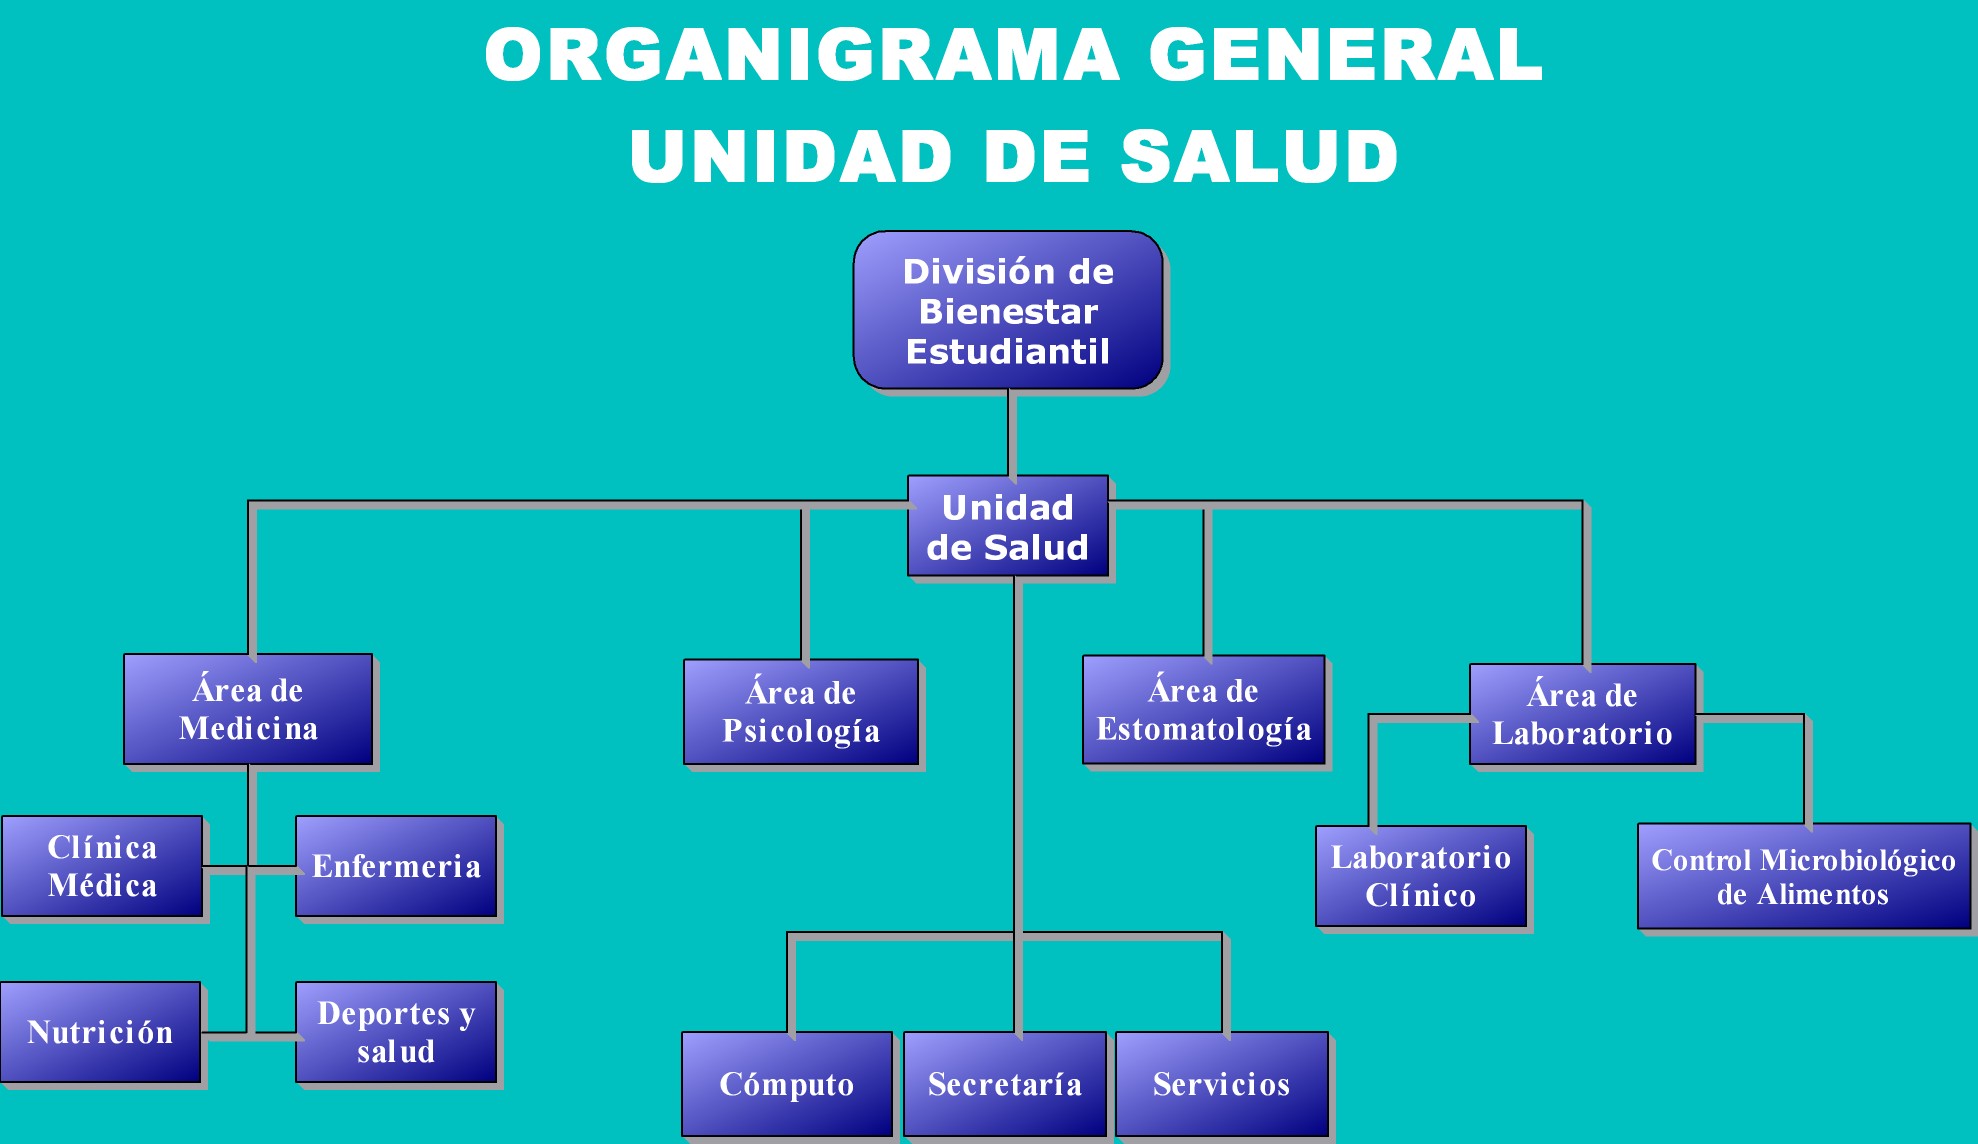 ORGANIGRAMA GENERAL
UNIDAD DE SALUD
División de
Bienestar
Estudiantil
Unidad
de Salud
Área de
Medicina
Área de
Psicología
Área de
Estomatología
Área de
Laboratorio
Clínica
Médica
Enfermeria
Laboratorio
Clínico
Control Microbiológico
de Alimentos
Nutrición
Deportes y
salud
Cómputo
Secretaría
Servicios